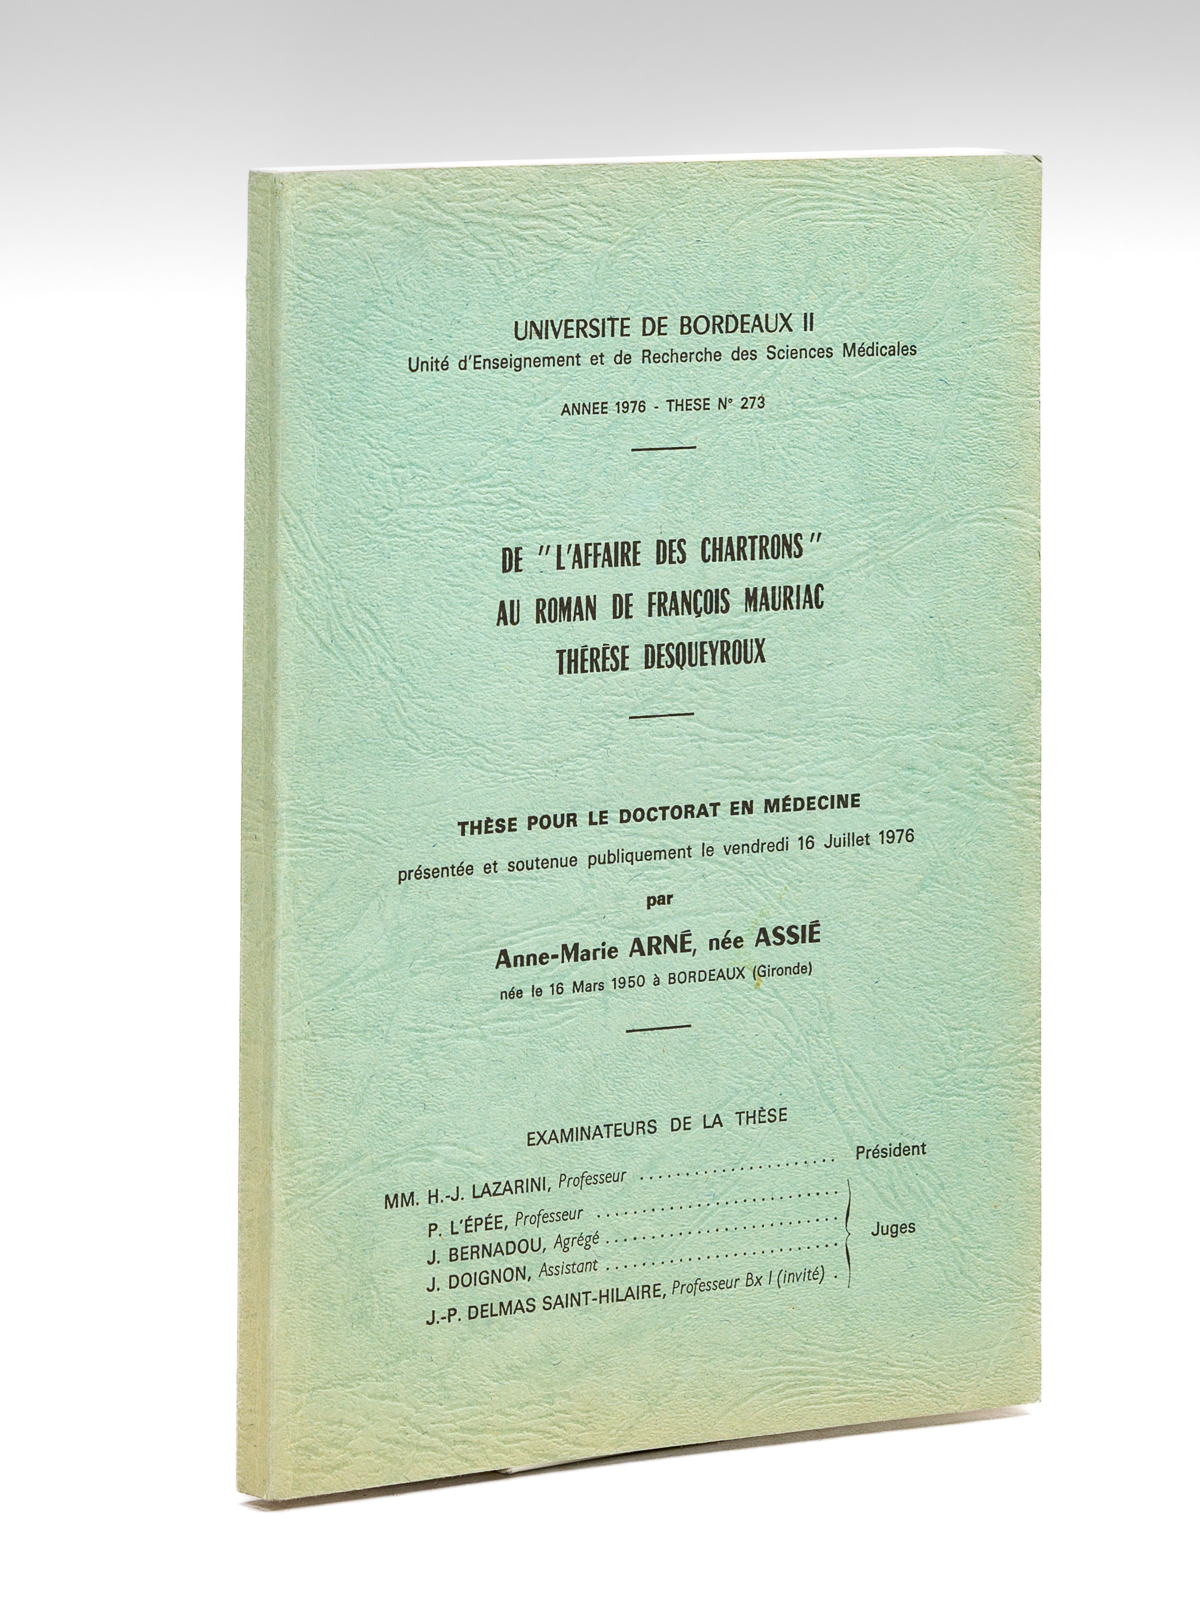 UNIVERSITE DE BORDEAUX II
Unité d'Enseignement et de Recherche des Sciences Médicales
ANNEE 1976 - THESE N° 273
DE "L'AFFAIRE DES CHARTRONS"
AU ROMAN DE FRANÇOIS MAURIAC
THÉRÈSE DESQUEYROUX
THÈSE POUR LE DOCTORAT EN MÉDECINE
présentée et soutenue publiquement le vendredi 16 Juillet 1976
par
Anne-Marie ARNÉ, née ASSIÉ
née le 16 Mars 1950 à BORDEAUX (Gironde)
EXAMINATEURS DE LA THÈSE
MM. H.-J. LAZARINI, Professeur ...................... Président
P. L'ÉPÉE, Professeur ..........................
J. BERNADOU, Agrégé .........................
J. DOIGNON, Assistant .........................
J.-P. DELMAS SAINT-HILAIRE, Professeur Bx I (invité) .
Juges